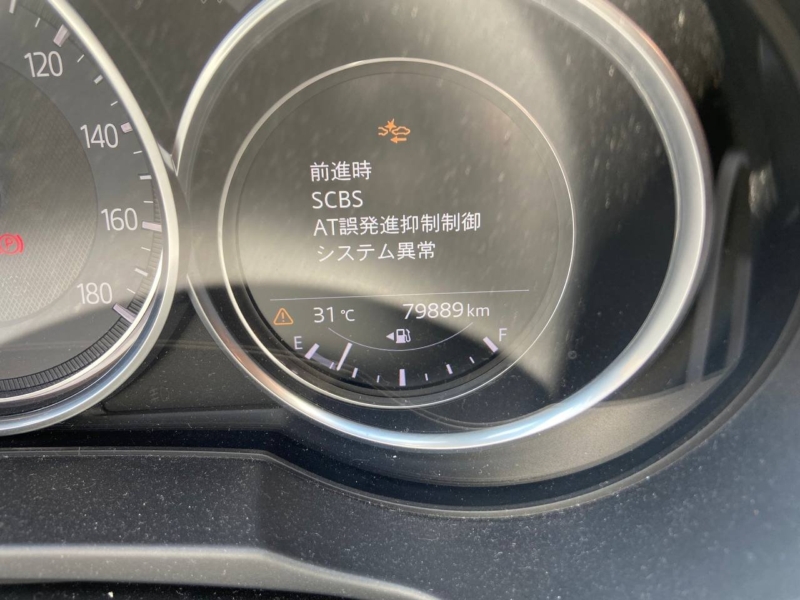 120
140
160
180
P
前進時
SCBS
AT誤発進抑制制御
システム異常
31℃ 79889km
E F